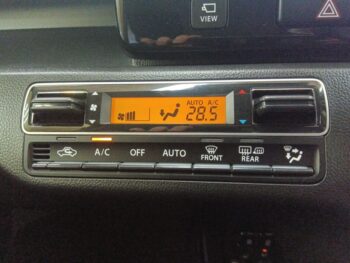 VIEW
AUTO A/C
28.5
A/C OFF AUTO FRONT REAR